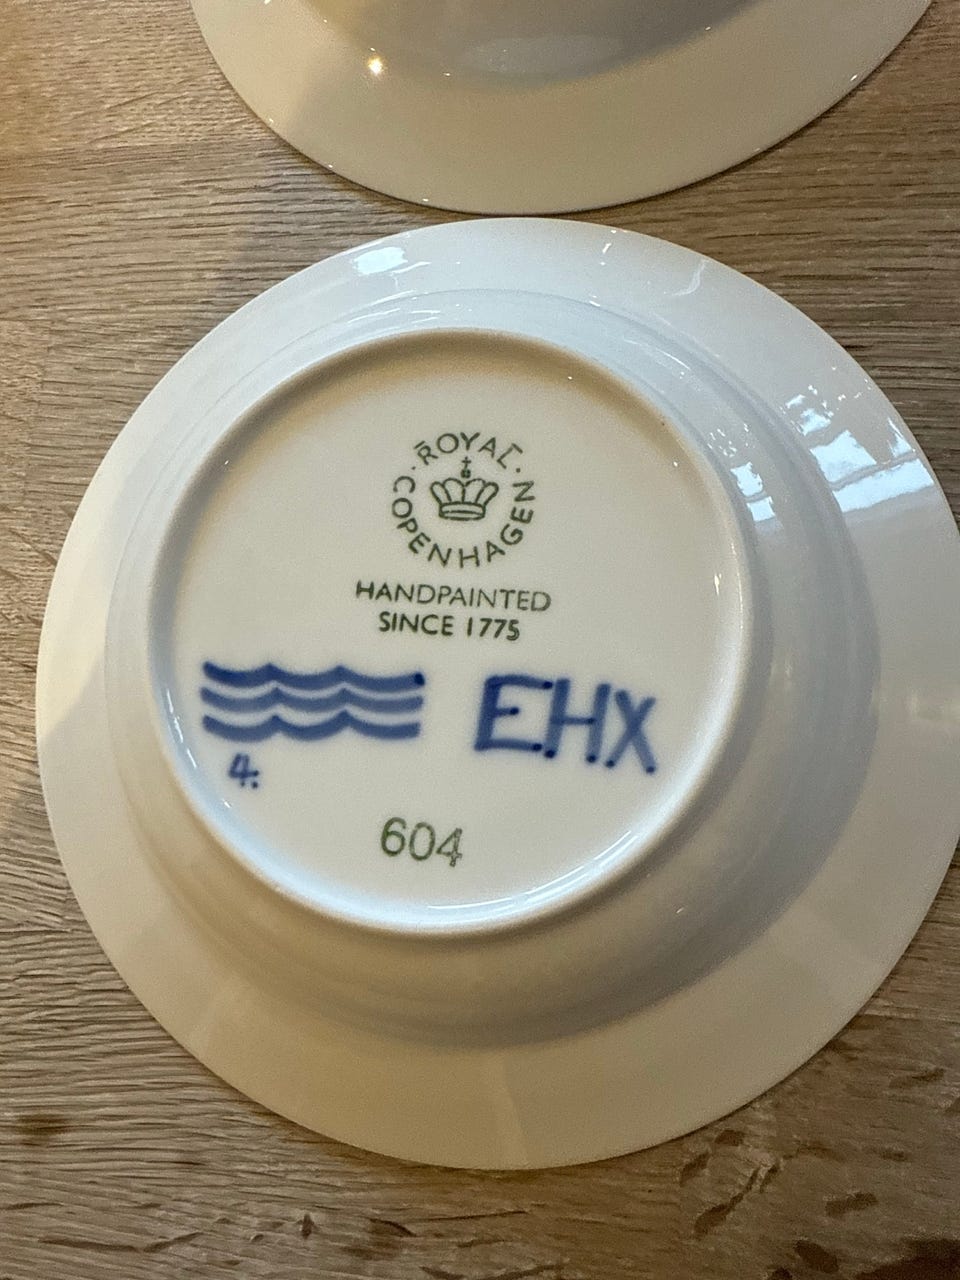 ROYAL
COPENHAGEN
HANDPAINTED
SINCE 1775
EHX
4:
604